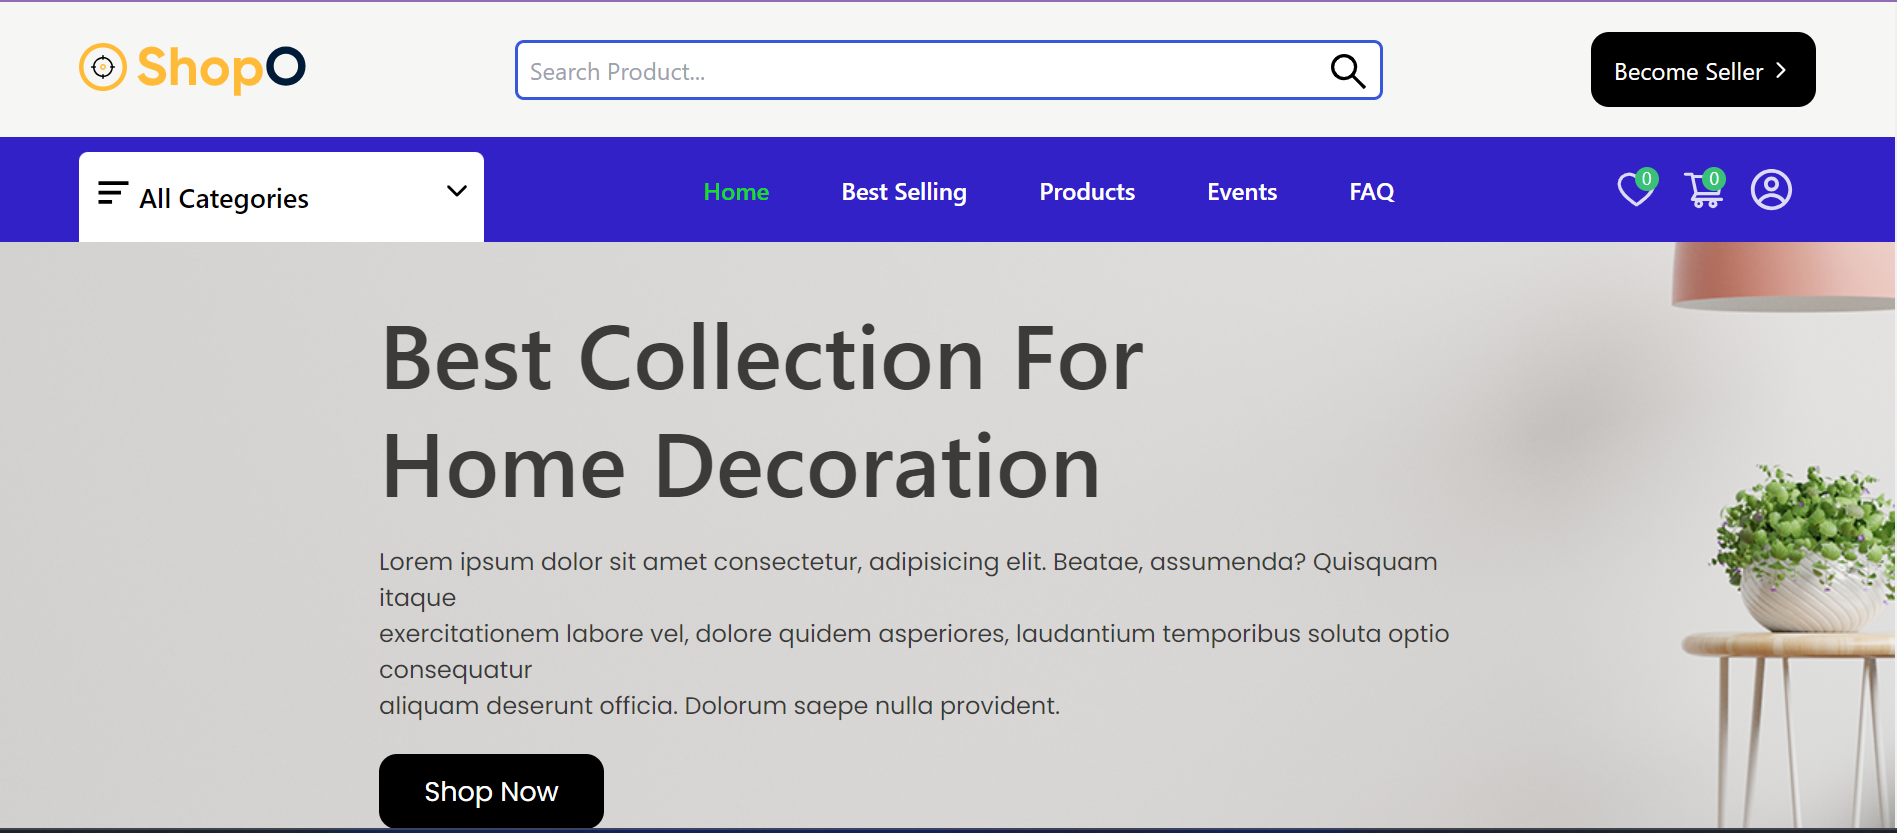 ShopO
Search Product...
Become Seller
All Categories
Home
Best Selling
Products
Events
FAQ
0
0
Best Collection For
Home Decoration
Lorem ipsum dolor sit amet consectetur, adipisicing elit. Beatae, assumenda? Quisquam
itaque
exercitationem labore vel, dolore quidem asperiores, laudantium temporibus soluta optio
consequatur
aliquam deserunt officia. Dolorum saepe nulla provident.
Shop Now